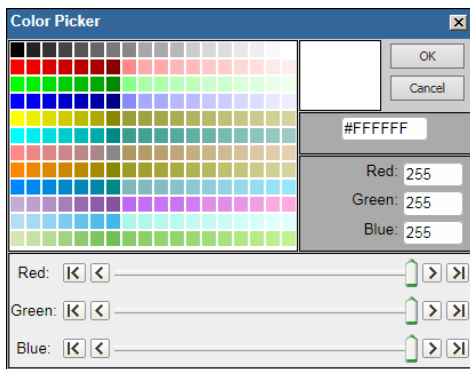 Color Picker
OK
Cancel
#FFFFFF
Red: 255
Green: 255
Blue: 255
Red:
Green:
Blue: